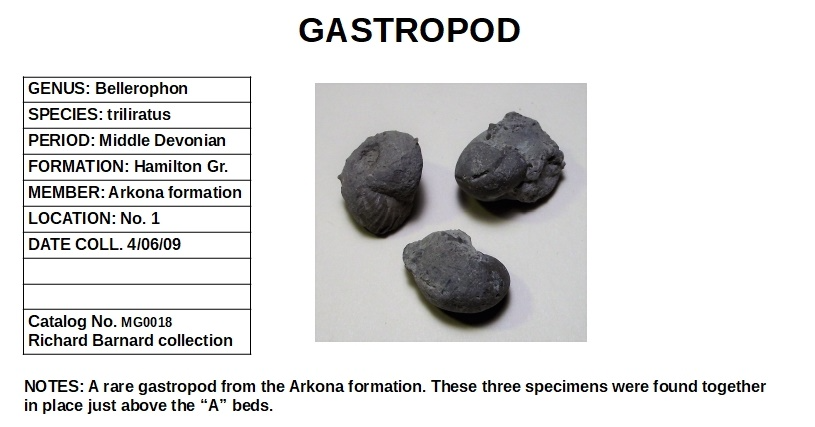 GASTROPOD
GENUS: Bellerophon
SPECIES: triliratus
PERIOD: Middle Devonian
FORMATION: Hamilton Gr.
MEMBER: Arkona formation
LOCATION: No. 1
DATE COLL. 4/06/09
Catalog No. MG0018
Richard Barnard collection
NOTES: A rare gastropod from the Arkona formation. These three specimens were found together
in place just above the “A” beds.